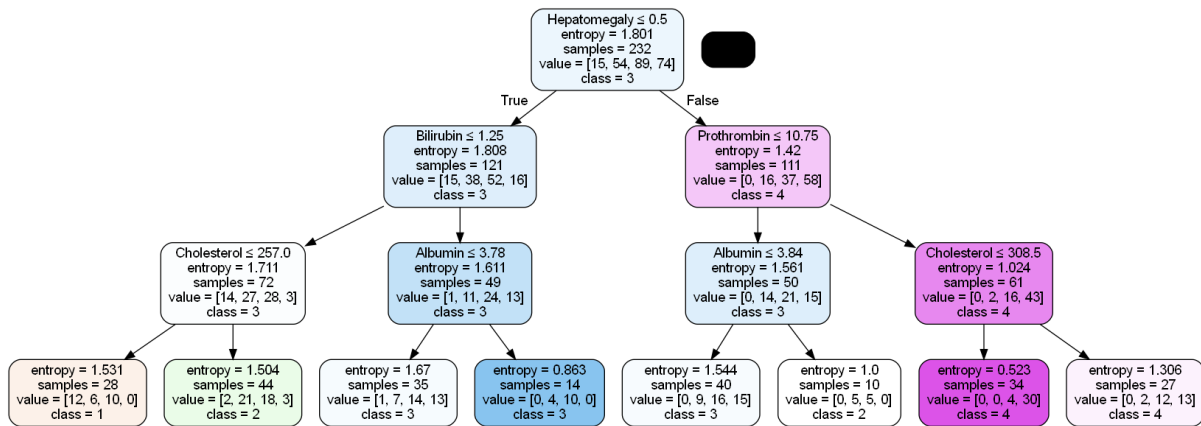 Hepatomegaly ≤ 0.5
entropy = 1.801
samples = 232
value = [15, 54, 89, 74]
class = 3
True
False
Bilirubin ≤ 1.25
entropy = 1.808
samples = 121
value = [15, 38, 52, 16]
class = 3
Prothrombin ≤ 10.75
entropy = 1.42
samples = 111
value = [0, 16, 37, 58]
class = 4
Cholesterol ≤ 257.0
entropy = 1.711
samples = 72
value = [14, 27, 28, 3]
class = 3
Albumin ≤ 3.78
entropy = 1.611
samples = 49
value = [1, 11, 24, 13]
class = 3
Albumin ≤ 3.84
entropy = 1.561
samples = 50
value = [0, 14, 21, 15]
class = 3
Cholesterol ≤ 308.5
entropy = 1.024
samples = 61
value = [0, 2, 16, 43]
class = 4
entropy = 1.531
samples = 28
value = [12, 6, 10, 0]
class = 1
entropy = 1.504
samples = 44
value = [2, 21, 18, 3]
class = 2
entropy = 1.67
samples = 35
value = [1, 7, 14, 13]
class = 3
entropy = 0.863
samples = 14
value = [0, 4, 10, 0]
class = 3
entropy = 1.544
samples = 40
value = [0, 9, 16, 15]
class = 3
entropy = 1.0
samples = 10
value = [0, 5, 5, 0]
class = 2
entropy = 0.523
samples = 34
value = [0, 0, 4, 30]
class = 4
entropy = 1.306
samples = 27
value = [0, 2, 12, 13]
class = 4